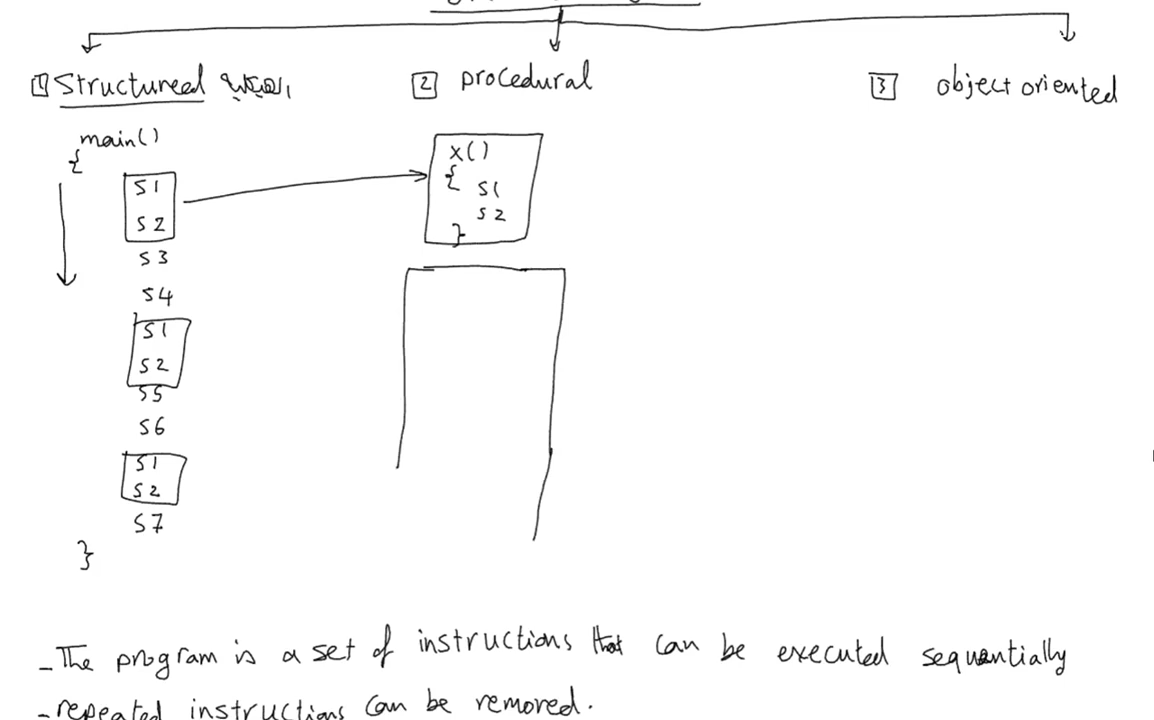 1 Structureed
2 procedural
3 object oriented
main()
{
S1
S2
S3
S4
S1
S2
S5
S6
S1
S2
S7
}
x()
{
S1
S2
}
- The program is a set of instructions that can be executed sequentially
- repeated instructions can be removed.